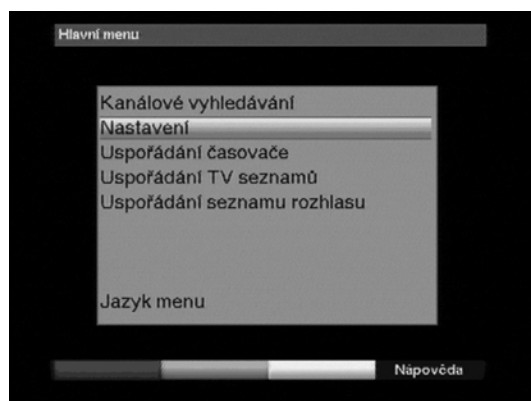 Hlavní menu
Kanálové vyhledávání
Nastavení
Uspořádání časovače
Uspořádání TV seznamů
Uspořádání seznamu rozhlasu
Jazyk menu
Nápověda